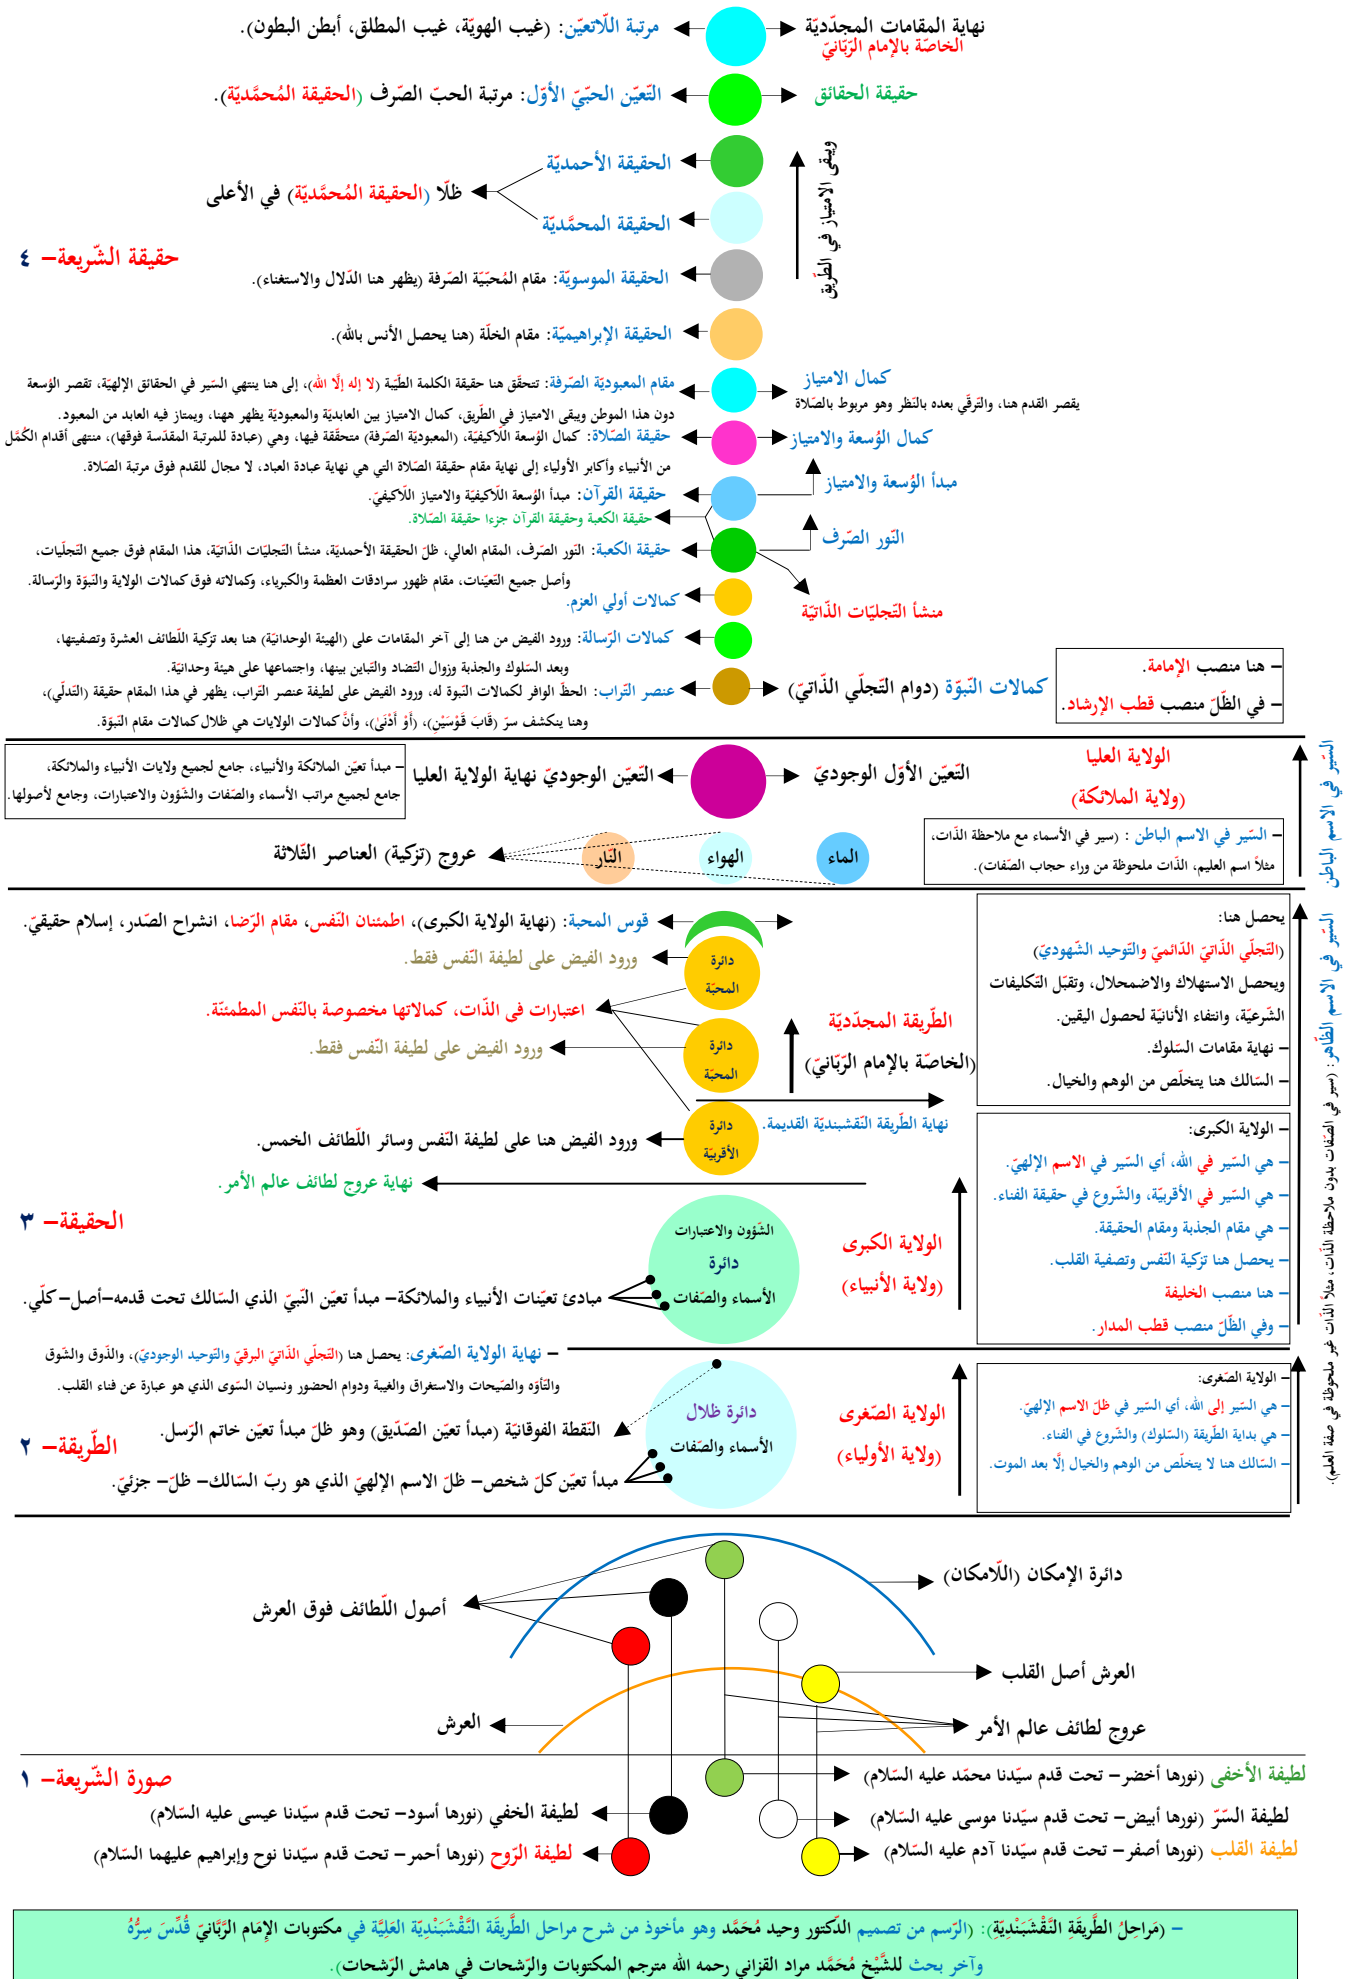 نهاية المقامات المجدّديّة
الخاصّة بالإمام الرّبّانيّ
مرتبة اللّاتعيّن: (غيب الهويّة، غيب المطلق، أبطن البطون).
حقيقة الحقائق
التّعيّن الحبّيّ الأوّل: مرتبة الحبّ الصّرف (الحقيقة المُحمَّديّة).
ويبقى الامتياز في الطّريق
الحقيقة الأحمديّة
ظلّا (الحقيقة المُحمَّديّة) في الأعلى
الحقيقة المحمَّديّة
حقيقة الشّريعة– ٤
الحقيقة الموسويّة: مقام المُحبّيّة الصّرفة (يظهر هنا الدّلال والاستغناء).
الحقيقة الإبراهيميّة: مقام الخلّة (هنا يحصل الأنس بالله).
كمال الامتياز
يقصر القدم هنا، والتّرقّي بعده بالنّظر وهو مربوط بالصّلاة
مقام المعبوديّة الصّرفة: تتحقّق هنا حقيقة الكلمة الطّيّبة (لا إله إلّا الله)، إلى هنا ينتهي السّير في الحقائق الإلهيّة، تقصر الوُسعة
دون هذا الموطن ويبقى الامتياز في الطّريق، كمال الامتياز بين العابديّة والمعبوديّة يظهر ههنا، ويمتاز فيه العابد من المعبود.
كمال الوُسعة والامتياز
حقيقة الصّلاة: كمال الوُسعة اللّاكيفيّة، (المعبوديّة الصّرفة) متحقّقة فيها، وهي (عبادة للمرتبة المقدّسة فوقها)، منتهى أقدام الكُمَّل
من الأنبياء وأكابر الأولياء إلى نهاية مقام حقيقة الصّلاة التي هي نهاية عبادة العباد، لا مجال للقدم فوق مرتبة الصّلاة.
مبدأ الوُسعة والامتياز
حقيقة القرآن: مبدأ الوُسعة اللّاكيفيّة والامتياز اللّاكيفيّ.
حقيقة الكعبة وحقيقة القرآن جزءا حقيقة الصّلاة.
النّور الصّرف
حقيقة الكعبة: النّور الصّرف، المقام العالي، ظلّ الحقيقة الأحمديّة، منشأ التّجليّات الذّاتيّة، هذا المقام فوق جميع التّجلّيات،
وأصل جميع التّعيّنات، مقام ظهور سرادقات العظمة والكبرياء، وكمالاته فوق كمالات الولاية والنّبوّة والرّسالة.
كمالات أولي العزم.
منشأ التّجليّات الذّاتيّة
كمالات الرّسالة: ورود الفيض من هنا إلى آخر المقامات على (الهيئة الوحدانيّة) هنا بعد تزكية اللّطائف العشرة وتصفيتها،
وبعد السّلوك والجذبة وزوال التّضاد والتّباين بينها، واجتماعها على هيئة وحدانيّة.
– هنا منصب الإمامة.
– في الظّلّ منصب قطب الإرشاد.
كمالات النّبوّة (دوام التّجلّي الذّاتيّ)
عنصر التّراب: الحظّ الوافر لكمالات النّبوة له، ورود الفيض على لطيفة عنصر التّراب، يظهر في هذا المقام حقيقة (التّدلّي)،
وهنا ينكشف سرّ (قَابَ قَوْسَيْنِ)، (أَوْ أَدْنَىٰ)، وأنَّ كمالات الولايات هي ظلال كمالات مقام النّبوّة.
السّير في الاسم الباطن
الولاية العليا
(ولاية الملائكة)
التّعيّن الأوّل الوجوديّ
التّعيّن الوجوديّ نهاية الولاية العليا
– مبدأ تعيّن الملائكة والأنبياء، جامع لجميع ولايات الأنبياء والملائكة،
جامع لجميع مراتب الأسماء والصّفات والشّؤون والاعتبارات، وجامع لأصولها.
– السّير في الاسم الباطن : (سير في الأسماء مع ملاحظة الذّات،
مثلاً اسم العليم، الذّات ملحوظة من وراء حجاب الصّفات).
الماء
الهواء
النّار
عروج (تزكية) العناصر الثّلاثة
السّير في الاسم الظّاهر: (سير في الصّفات بدون ملاحظة الذّات، مثلاً الذّات غير ملحوظة في صفة العلم).
يحصل هنا:
(التّجلّي الذّاتيّ الدّائميّ والتّوحيد الشّهوديّ)
ويحصل الاستهلاك والاضمحلال، وتقبّل التّكليفات
الشّرعيّة، وانتفاء الأنانيّة لحصول اليقين.
– نهاية مقامات السّلوك.
– السّالك هنا يتخلّص من الوهم والخيال.
قوس المحبة: (نهاية الولاية الكبرى)، اطمئنان النّفس، مقام الرّضا، انشراح الصّدر، إسلام حقيقيّ.
دائرة
المحبّة
ورود الفيض على لطيفة النّفس فقط.
اعتبارات في الذّات، كمالاتها مخصوصة بالنّفس المطمئنّة.
الطّريقة المجدّديّة
(الخاصّة بالإمام الرّبّانيّ)
دائرة
المحبّة
ورود الفيض على لطيفة النّفس فقط.
نهاية الطّريقة النّقشبنديّة القديمة.
دائرة
الأقربيّة
ورود الفيض هنا على لطيفة النّفس وسائر اللّطائف الخمس.
نهاية عروج لطائف عالم الأمر.
– الولاية الكبرى:
– هي السّير في الله، أي السّير في الاسم الإلهيّ.
– هي السّير في الأقربيّة، والشّروع في حقيقة الفناء.
هي مقام الجذبة ومقام الحقيقة.
– يحصل هنا تزكية النّفس وتصفية القلب.
– هنا منصب الخليفة
– وفي الظّلّ منصب قطب المدار.
الحقيقة– ٣
الولاية الكبرى
(ولاية الأنبياء)
الشّؤون والاعتبارات
دائرة
الأسماء والصّفات
مبادئ تعيّنات الأنبياء والملائكة– مبدأ تعيّن النّبيّ الذي السّالك تحت قدمه–أصل–كلّي.
– نهاية الولاية الصّغرى: يحصل هنا (التّجلّي الذّاتيّ البرقيّ والتّوحيد الوجوديّ)، والذّوق والشّوق
والتّأوّه والصّيحات والاستغراق والغيبة ودوام الحضور ونسيان السّوى الذي هو عبارة عن فناء القلب.
– الولاية الصّغرى:
– هي السّير إلى الله، أي السّير في ظلّ الاسم الإلهيّ.
– هي بداية الطّريقة (السّلوك) والشّروع في الفناء.
– السّالك هنا لا يتخلّص من الوهم والخيال إلّا بعد الموت.
الولاية الصّغرى
(ولاية الأولياء)
دائرة ظلال
الأسماء والصّفات
النّقطة الفوقانيّة (مبدأ تعيّن الصّدّيق) وهو ظلّ مبدأ تعيّن خاتم الرّسل.
الطّريقة– ٢
مبدأ تعيّن كلّ شخص– ظلّ الاسم الإلهيّ الذي هو ربّ السّالك– ظلّ– جزئيّ.
دائرة الإمكان (اللّامكان)
أصول اللّطائف فوق العرش
العرش أصل القلب
العرش
عروج لطائف عالم الأمر
صورة الشّريعة– ١
لطيفة الأخفى (نورها أخضر– تحت قدم سيّدنا محمّد عليه السّلام)
لطيفة السّرّ (نورها أبيض– تحت قدم سيّدنا موسى عليه السّلام)
لطيفة الخفي (نورها أسود– تحت قدم سيّدنا عيسى عليه السّلام)
لطيفة القلب (نورها أصفر– تحت قدم سيّدنا آدم عليه السّلام)
لطيفة الرّوح (نورها أحمر– تحت قدم سيّدنا نوح وإبراهيم عليهما السّلام)
– (مَراحِلُ الطَّريقَةِ النَّقْشَبَنْدِيّةِ): (الرّسم من تصميم الدّكتور وحيد مُحَمَّد وهو مأخوذ من شرح مراحل الطَّريقَة النَّقْشَبَنْدِيّة العَلِيَّة في مكتوبات الإمَام الرَّبَّانيّ قُدِّسَ سِرُّهُ
وآخر بحث للشَّيْخ مُحَمَّد مراد القزاني رحمه الله مترجم المكتوبات والرّشحات في هامش الرّشحات).